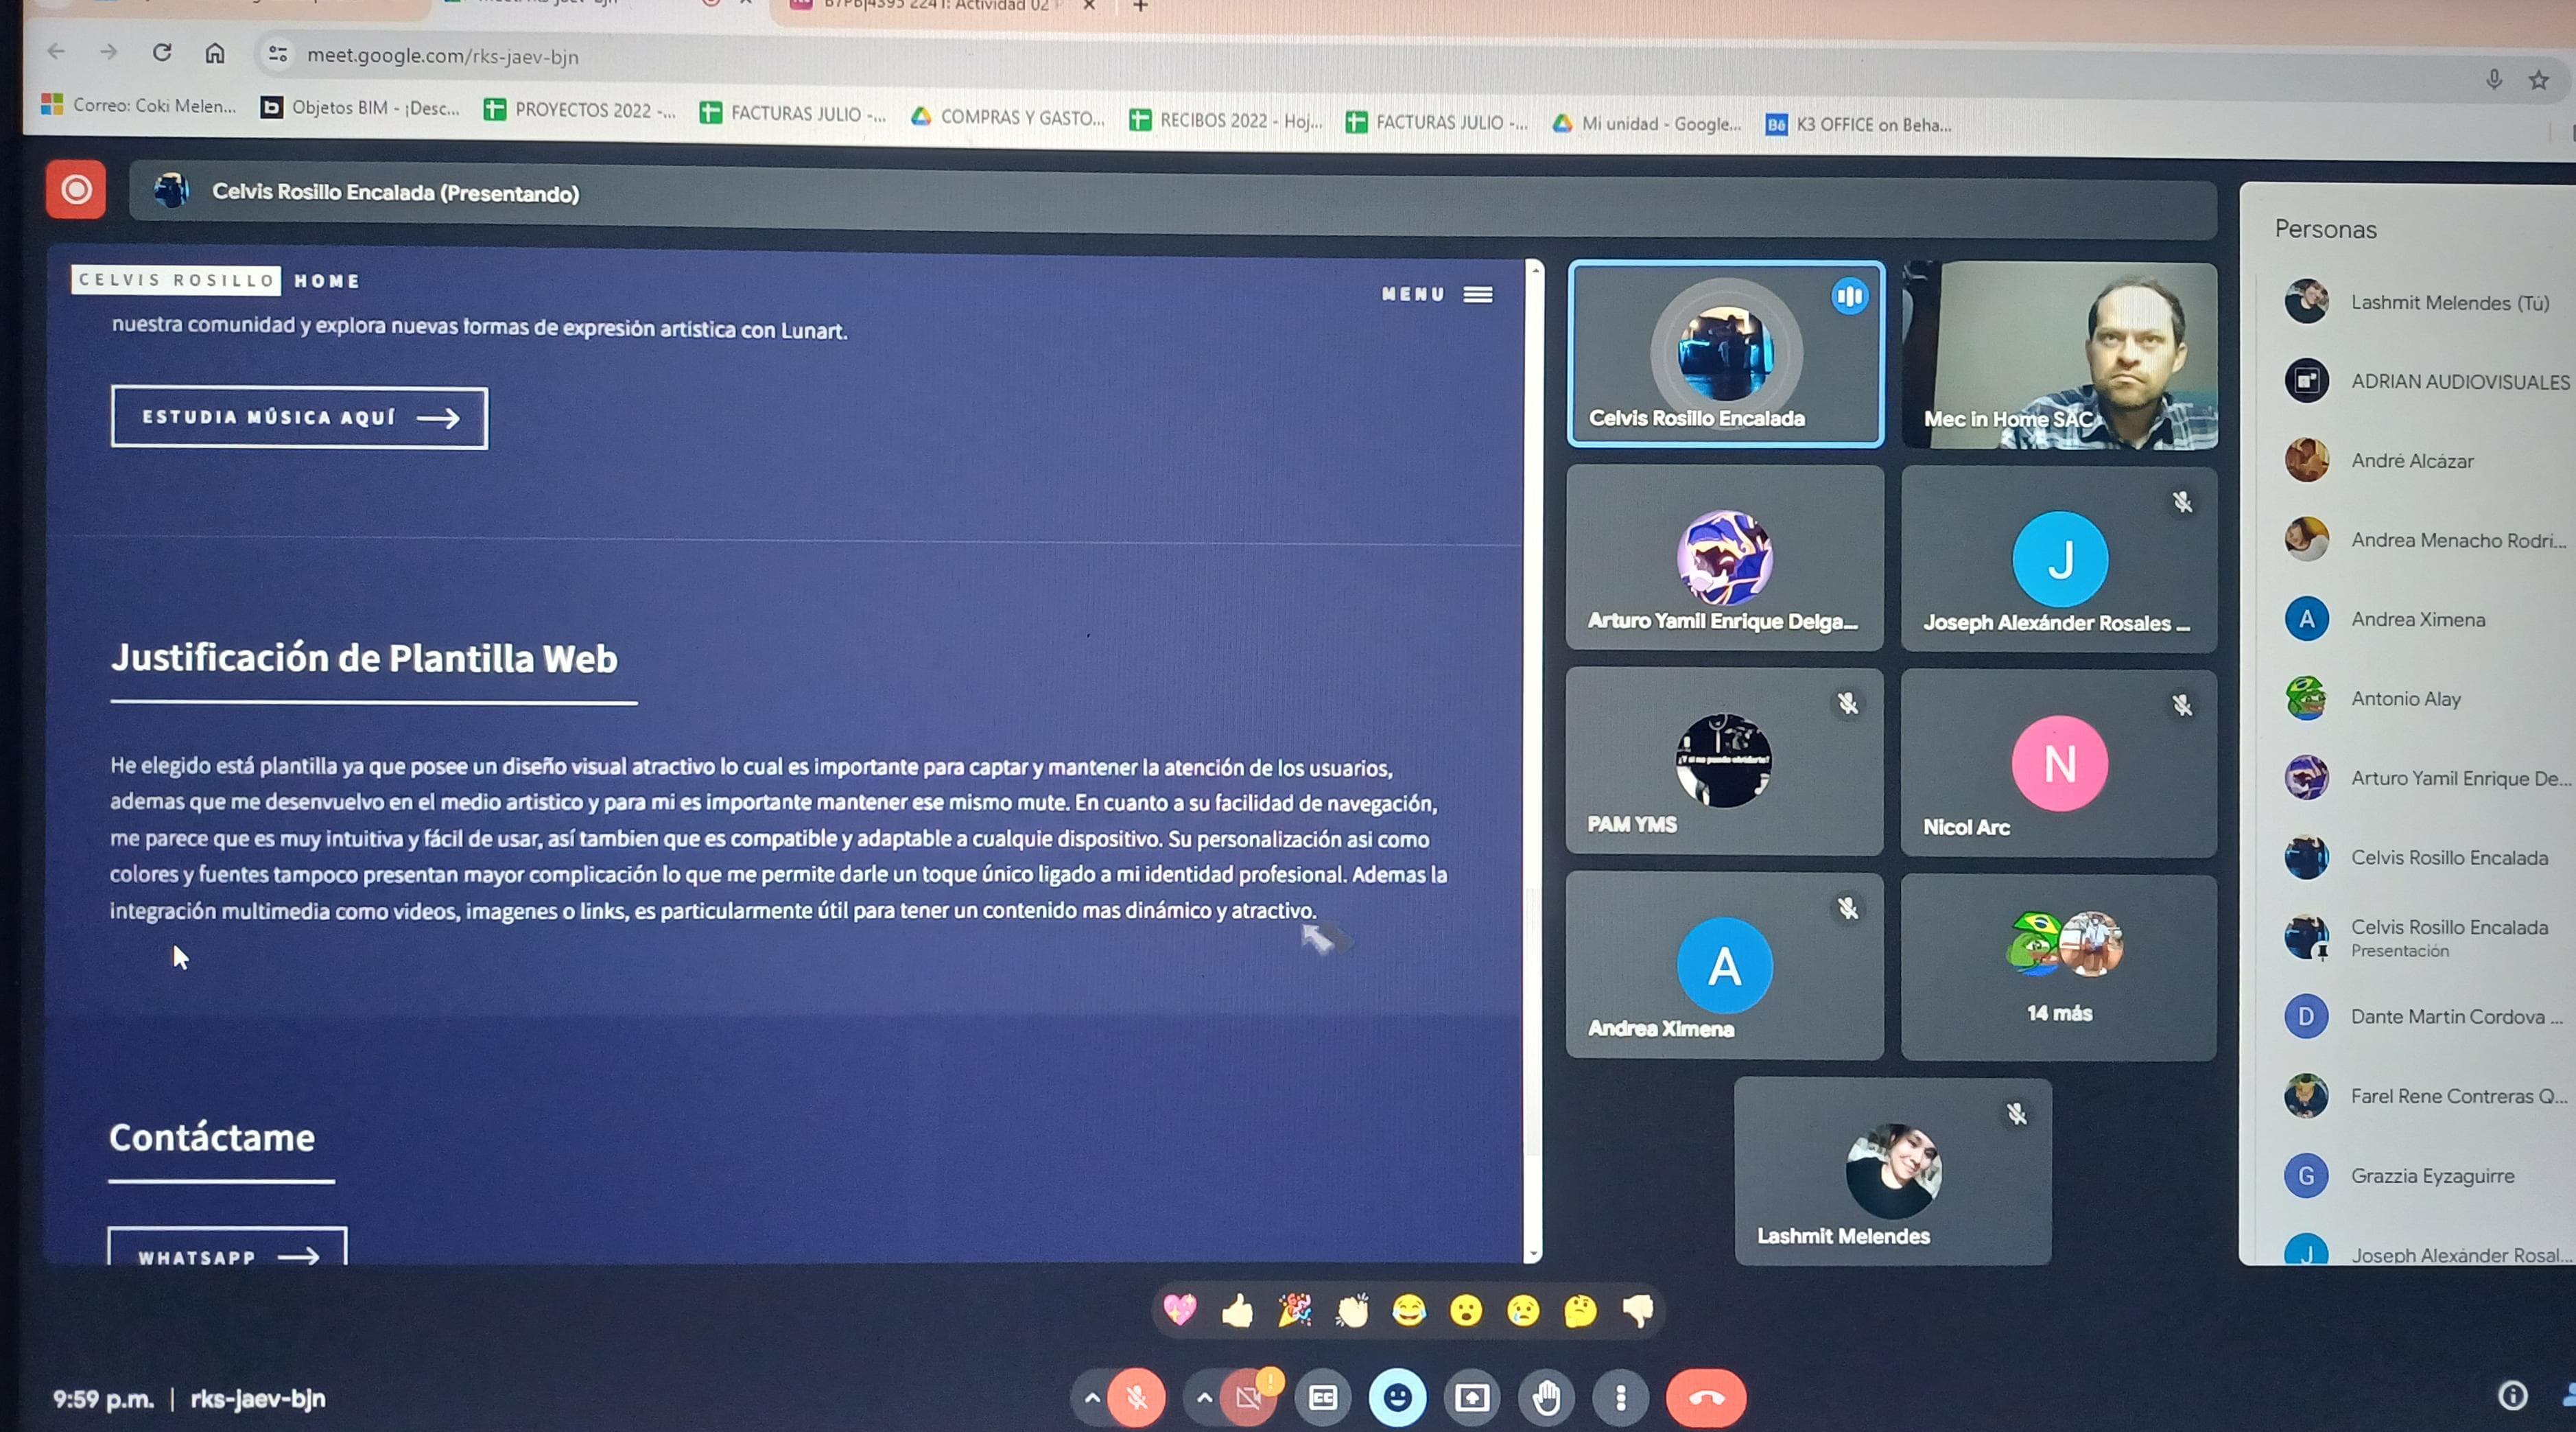 B7PBJ4395 2241: Actividad 02
meet.google.com/rks-jaev-bjn
Correo: Coki Melen...
Objetos BIM - ¡Desc...
PROYECTOS 2022 -...
FACTURAS JULIO -...
COMPRAS Y GASTO...
RECIBOS 2022 - Hoj...
FACTURAS JULIO -...
Mi unidad - Google...
Bē K3 OFFICE on Beha...
Celvis Rosillo Encalada (Presentando)
CELVIS ROSILLO HOME
MENU
nuestra comunidad y explora nuevas formas de expresión artística con Lunart.
ESTUDIA MÚSICA AQUÍ
Justificación de Plantilla Web
He elegido está plantilla ya que posee un diseño visual atractivo lo cual es importante para captar y mantener la atención de los usuarios,
ademas que me desenvuelvo en el medio artistico y para mi es importante mantener ese mismo mute. En cuanto a su facilidad de navegación,
me parece que es muy intuitiva y fácil de usar, así tambien que es compatible y adaptable a cualquie dispositivo. Su personalización asi como
colores y fuentes tampoco presentan mayor complicación lo que me permite darle un toque único ligado a mi identidad profesional. Ademas la
integración multimedia como videos, imagenes o links, es particularmente útil para tener un contenido mas dinámico y atractivo.
Contáctame
WHATSAPP
Celvis Rosillo Encalada
Mec in Home SAC
Arturo Yamil Enrique Delga...
J
Joseph Alexánder Rosales ...
PAM YMS
N
Nicol Arc
A
Andrea Ximena
14 más
Lashmit Melendes
Personas
Lashmit Melendes (Tú)
ADRIAN AUDIOVISUALES
André Alcázar
Andrea Menacho Rodri...
A Andrea Ximena
Antonio Alay
Arturo Yamil Enrique De...
Celvis Rosillo Encalada
Celvis Rosillo Encalada
Presentación
D Dante Martin Cordova ...
Farel Rene Contreras Q...
G Grazzia Eyzaguirre
J Joseph Alexánder Rosal...
9:59 p.m. | rks-jaev-bjn
CC